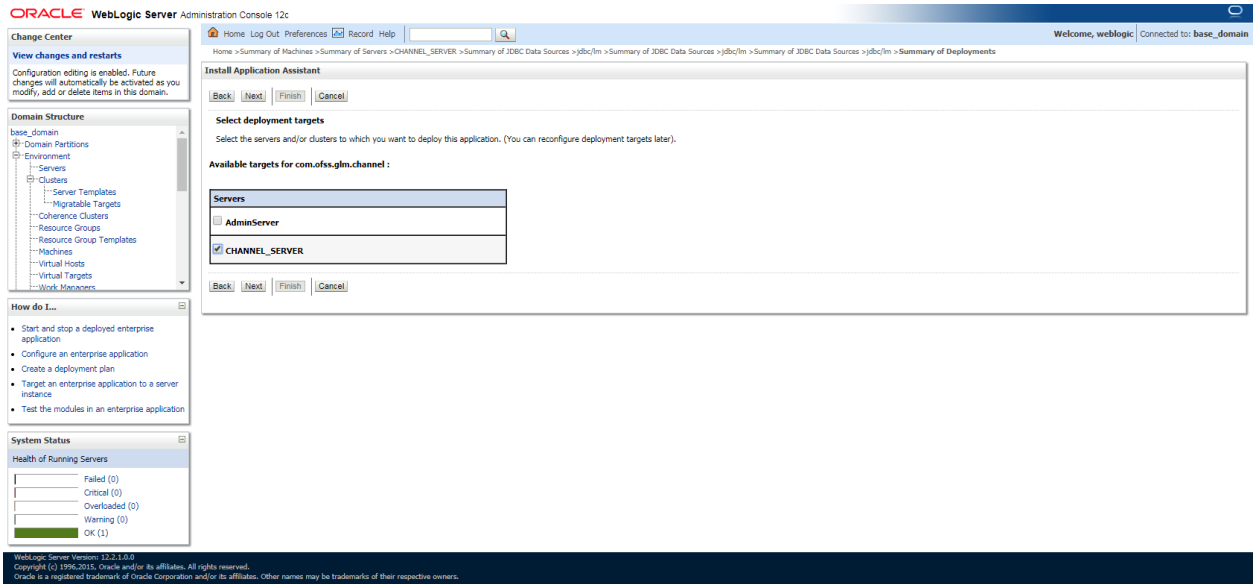 ORACLE WebLogic Server Administration Console 12c
Change Center
View changes and restarts
Configuration editing is enabled. Future
changes will automatically be activated as you
modify, add or delete items in this domain.
Domain Structure
base_domain
Domain Partitions
Environment
Servers
Clusters
Server Templates
Migratable Targets
Coherence Clusters
Resource Groups
Resource Group Templates
Machines
Virtual Hosts
Virtual Targets
Work Managers
How do I...
Start and stop a deployed enterprise
application
Configure an enterprise application
Create a deployment plan
Target an enterprise application to a server
instance
Test the modules in an enterprise application
System Status
Health of Running Servers
Failed (0)
Critical (0)
Overloaded (0)
Warning (0)
OK (1)
Home Log Out Preferences Record Help
Welcome, weblogic Connected to: base_domain
Home >Summary of Machines >Summary of Servers >CHANNEL_SERVER >Summary of JDBC Data Sources >jdbc/lm >Summary of JDBC Data Sources >jdbc/lm >Summary of JDBC Data Sources >jdbc/lm >Summary of Deployments
Install Application Assistant
Back Next Finish Cancel
Select deployment targets
Select the servers and/or clusters to which you want to deploy this application. (You can reconfigure deployment targets later).
Available targets for com.ofss.glm.channel :
Servers
AdminServer
CHANNEL_SERVER
Back Next Finish Cancel
WebLogic Server Version: 12.2.1.0.0
Copyright (c) 1996,2015, Oracle and/or its affiliates. All rights reserved.
Oracle is a registered trademark of Oracle Corporation and/or its affiliates. Other names may be trademarks of their respective owners.